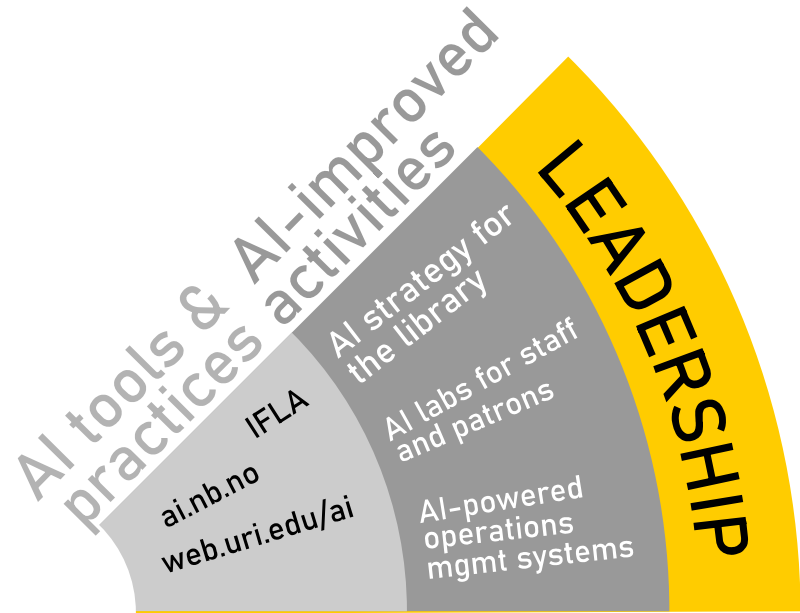 AI tools &
practices
AI-improved
activities
LEADERSHIP
AI strategy for
the library
AI labs for staff
and patrons
AI-powered
operations
mgmt systems
IFLA
ai.nb.no
web.uri.edu/ai